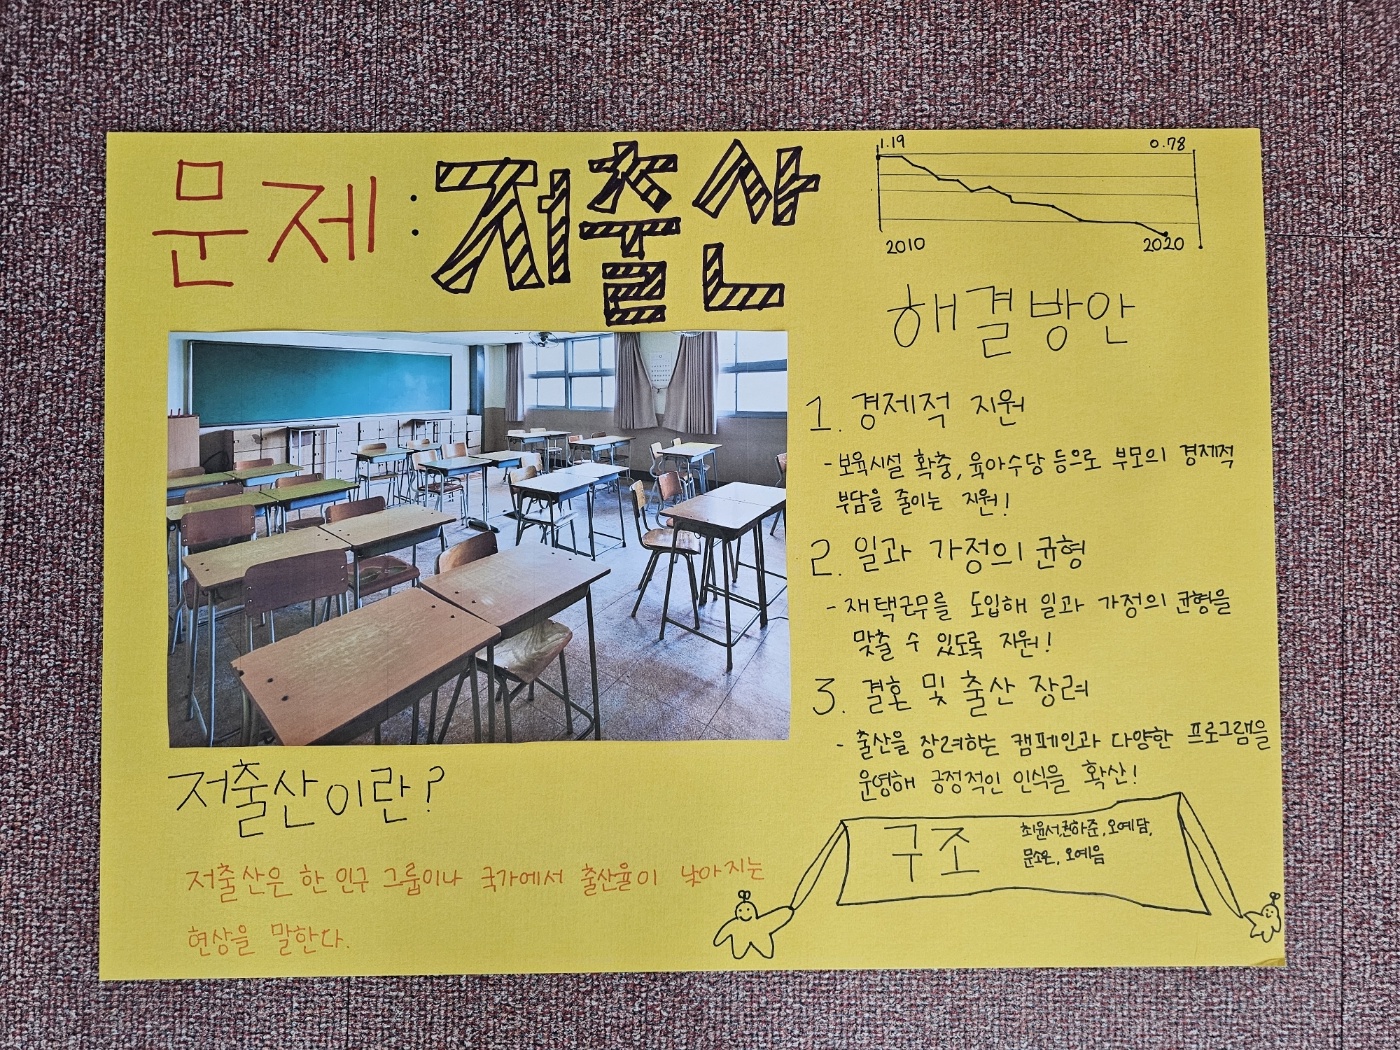 문제 : 저출산
1.19
0.78
2010
2020
저출산이란?
저출산은 한 인구 그룹이나 국가에서 출산율이 낮아지는
현상을 말한다.
해결방안
1. 경제적 지원
-보육시설 확충, 육아수당 등으로 부모의 경제적
부담을 줄이는 지원!
2. 일과 가정의 균형
-재택근무를 도입해 일과 가정의 균형을
맞출 수 있도록 지원!
3. 결혼 및 출산 장려
- 출산을 장려하는 캠페인과 다양한 프로그램을
운영해 긍정적인 인식을 확산!
구조
최윤서, 권하준, 오예담,
오예음